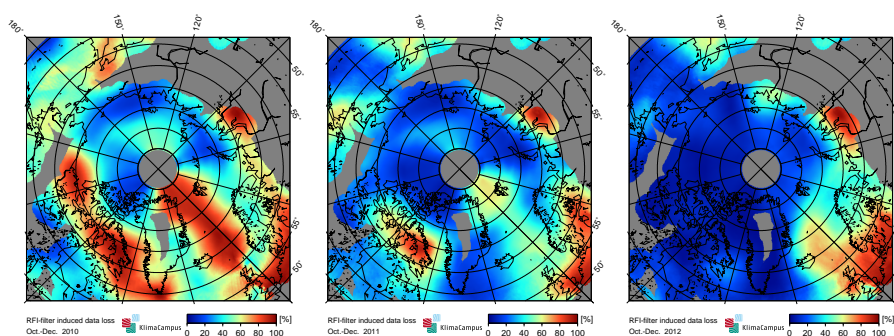 180° 150° 120°
50°
55°
55°
50°
RFI-filter induced data loss
Oct.-Dec. 2010
KlimaCampus
[%]
0 20 40 60 80 100
180° 150° 120°
50°
55°
55°
50°
RFI-filter induced data loss
Oct.-Dec. 2011
KlimaCampus
[%]
0 20 40 60 80 100
180° 150° 120°
50°
55°
55°
50°
RFI-filter induced data loss
Oct.-Dec. 2012
KlimaCampus
[%]
0 20 40 60 80 100